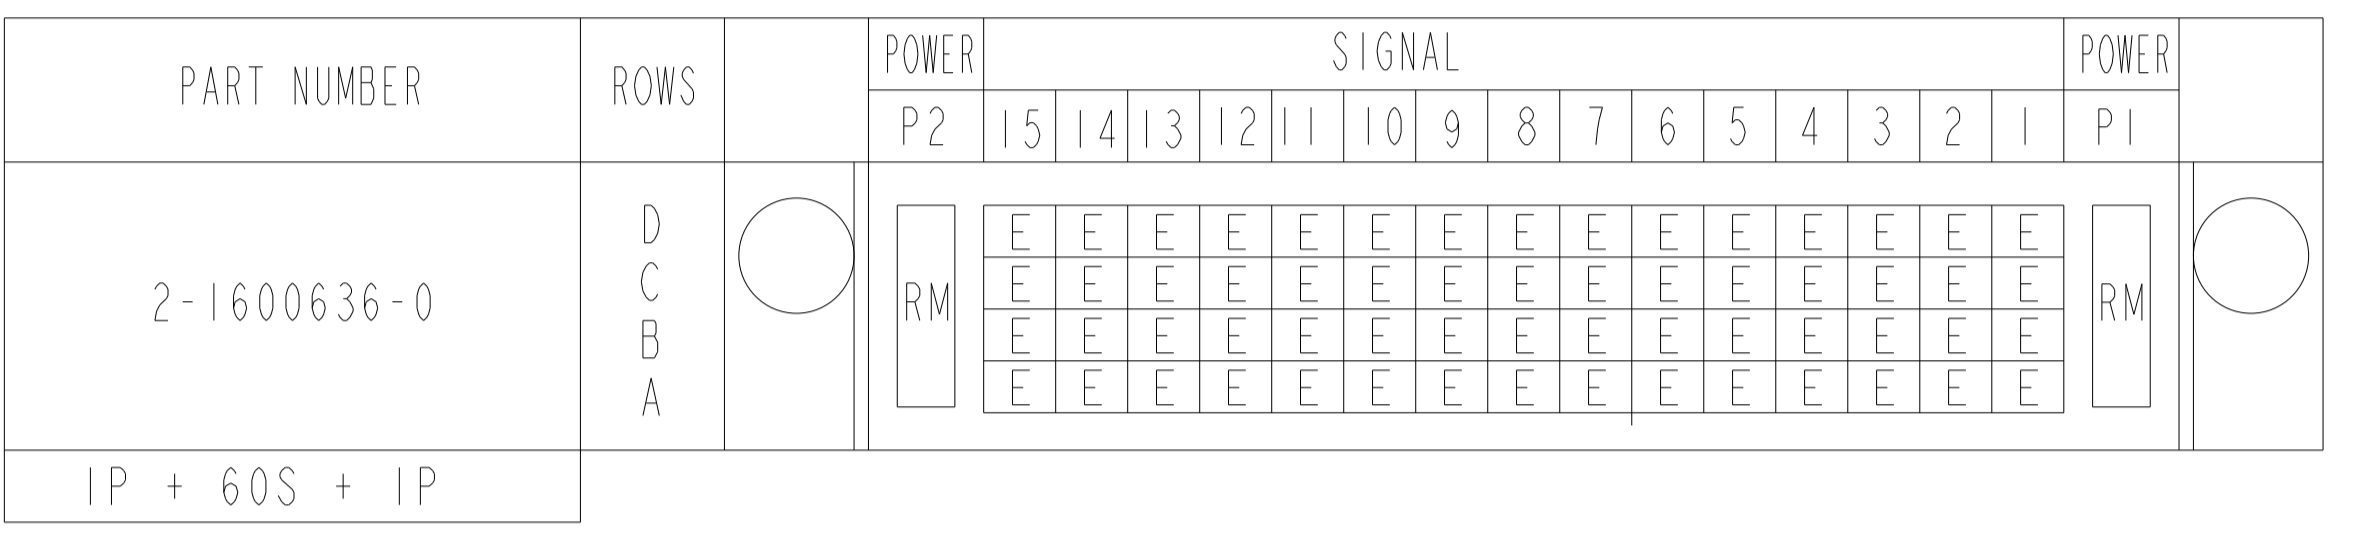 PART NUMBER ROWS POWER SIGNAL POWER
P2 15 14 13 12 11 10 9 8 7 6 5 4 3 2 1 P1
D E E E E E E E E E E E E E E E
C E E E E E E E E E E E E E E E
2-1600636-0 RM RM
B E E E E E E E E E E E E E E E
A E E E E E E E E E E E E E E E
1P + 60S + 1P